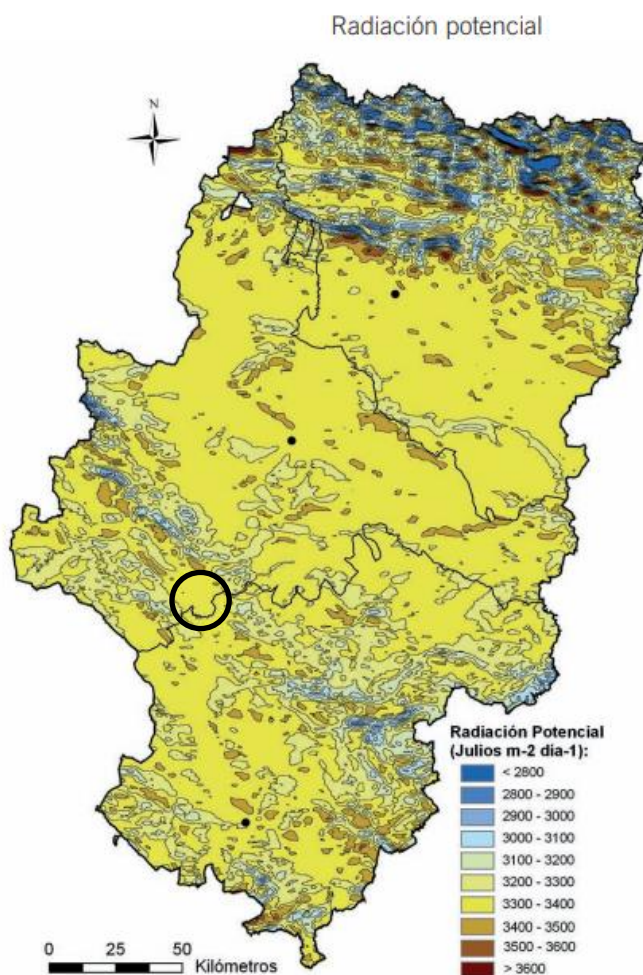 Radiación potencial
N
Radiación Potencial
(Julios m-2 día-1):
< 2800
2800 - 2900
2900 - 3000
3000 - 3100
3100 - 3200
3200 - 3300
3300 - 3400
3400 - 3500
3500 - 3600
> 3600
0 25 50
Kilómetros